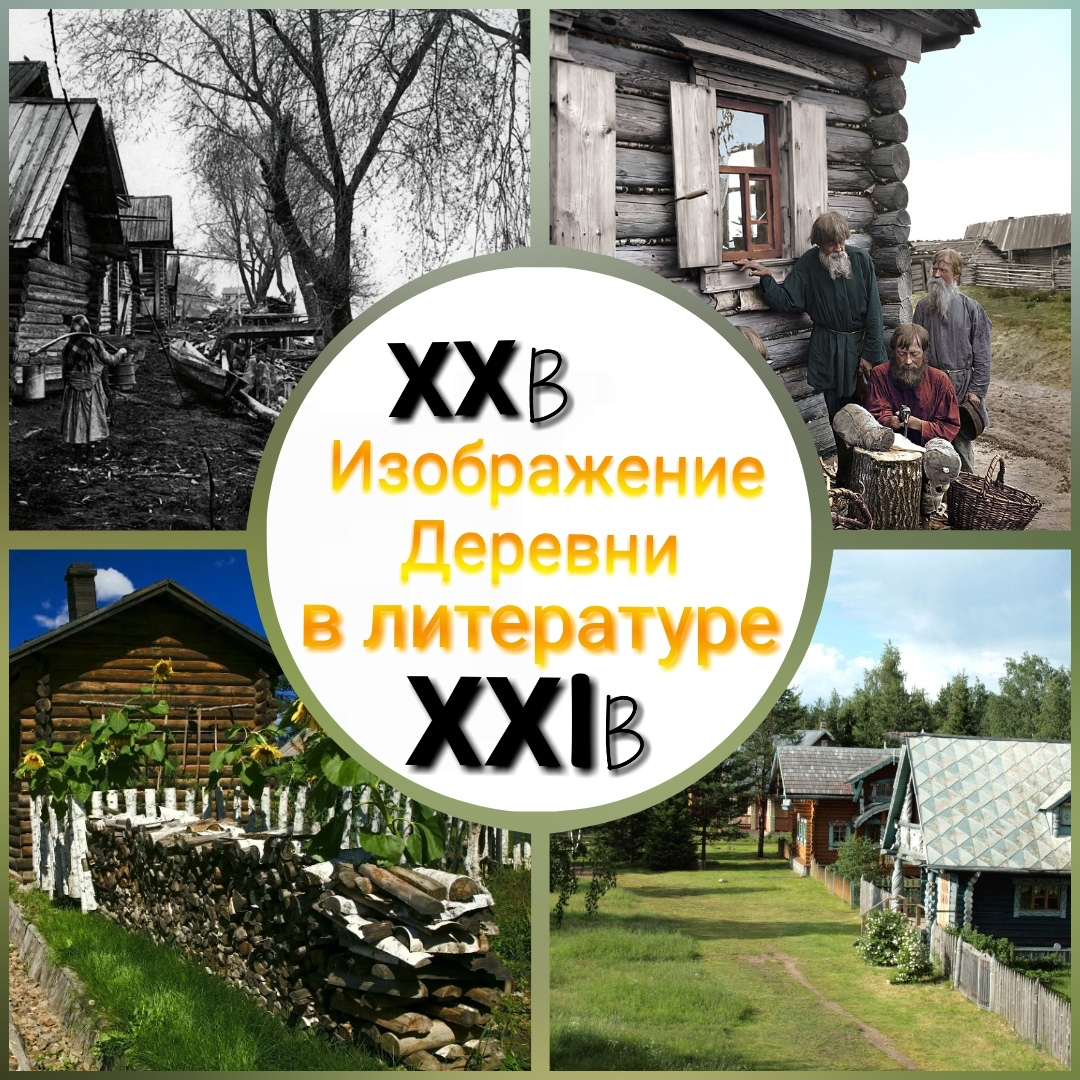 XXв
Изображение
Деревни
в литературе
XXIв